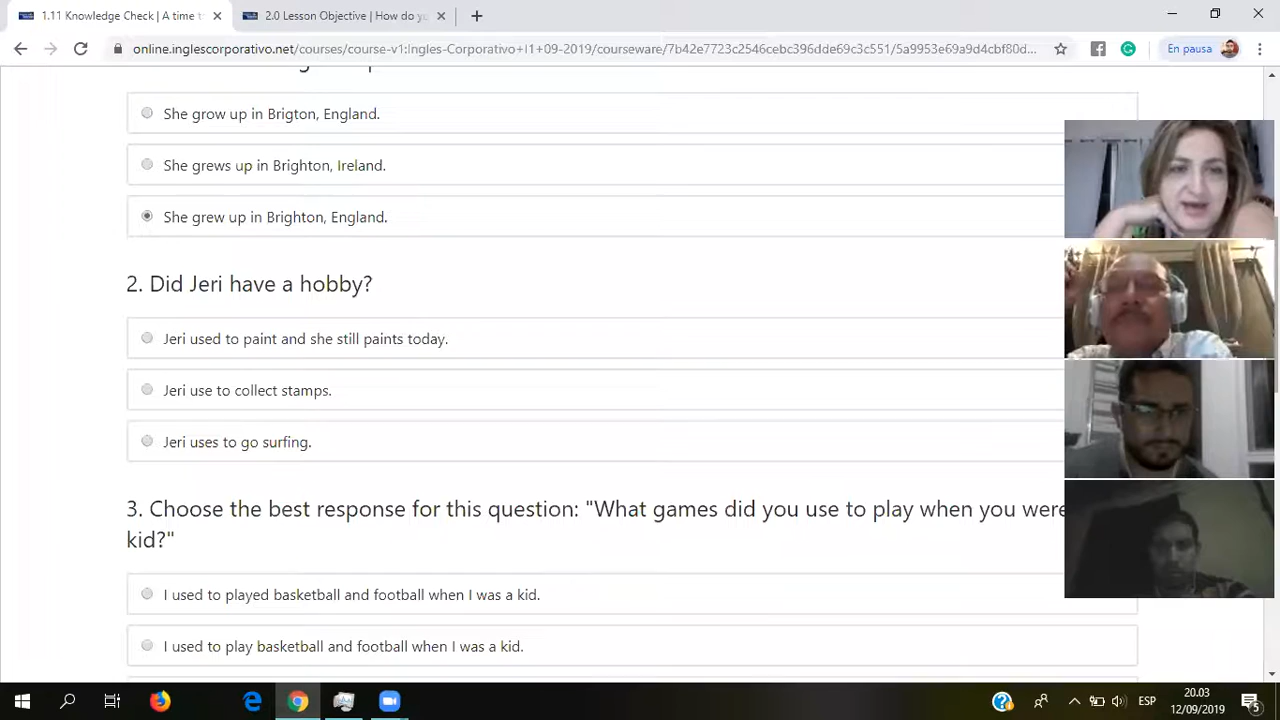 1.11 Knowledge Check | A time t
2.0 Lesson Objective | How do yo
online.inglescorporativo.net/courses/course-v1:Ingles-Corporativo+I1+09-2019/courseware/7b42e7723c2546cebc396dde69c3c551/5a9953e69a9d4cbf80d...
En pausa
She grow up in Brigton, England.
She grews up in Brighton, Ireland.
She grew up in Brighton, England.
2. Did Jeri have a hobby?
Jeri used to paint and she still paints today.
Jeri use to collect stamps.
Jeri uses to go surfing.
3. Choose the best response for this question: "What games did you use to play when you were
kid?"
I used to played basketball and football when I was a kid.
I used to play basketball and football when I was a kid.
ESP
20.03
12/09/2019
5